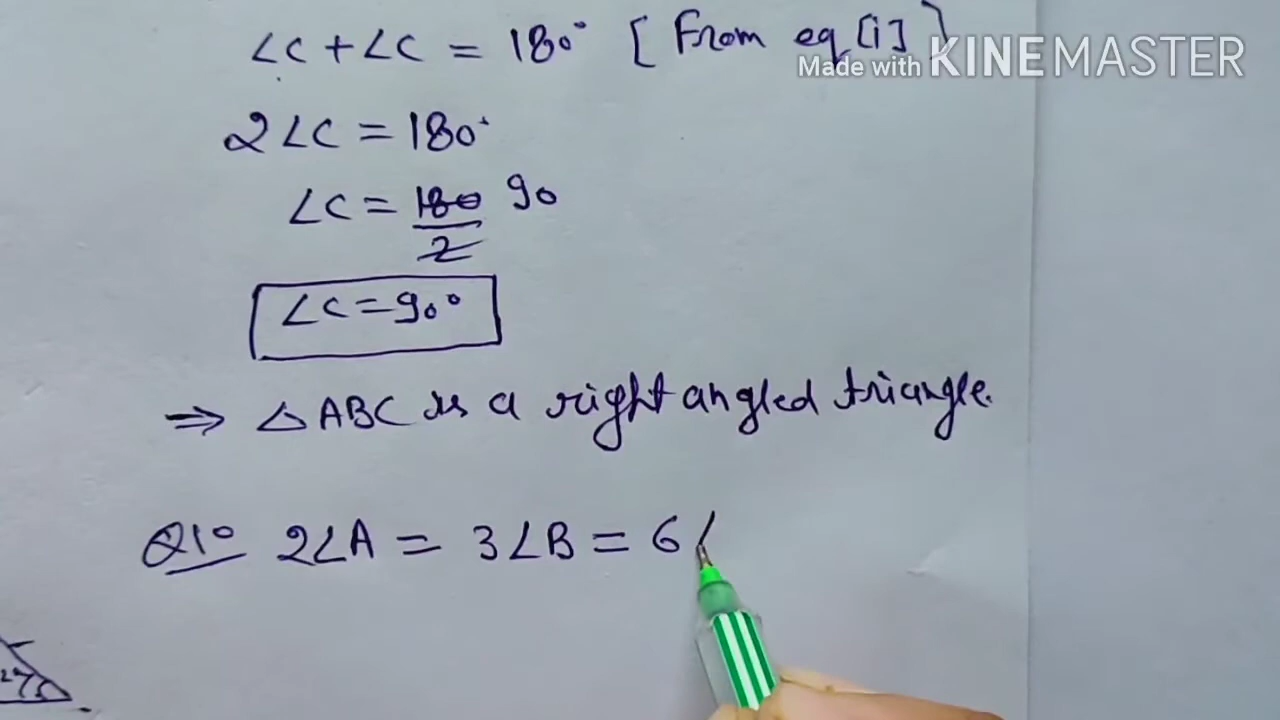 ∠C + ∠C = 180° [From eq [i]]
Made with KINEMASTER
2∠C = 180°
∠C = 180/2 90
∠C = 90°
⇒ △ABC is a right angled triangle.
Q10 2∠A = 3∠B = 6∠